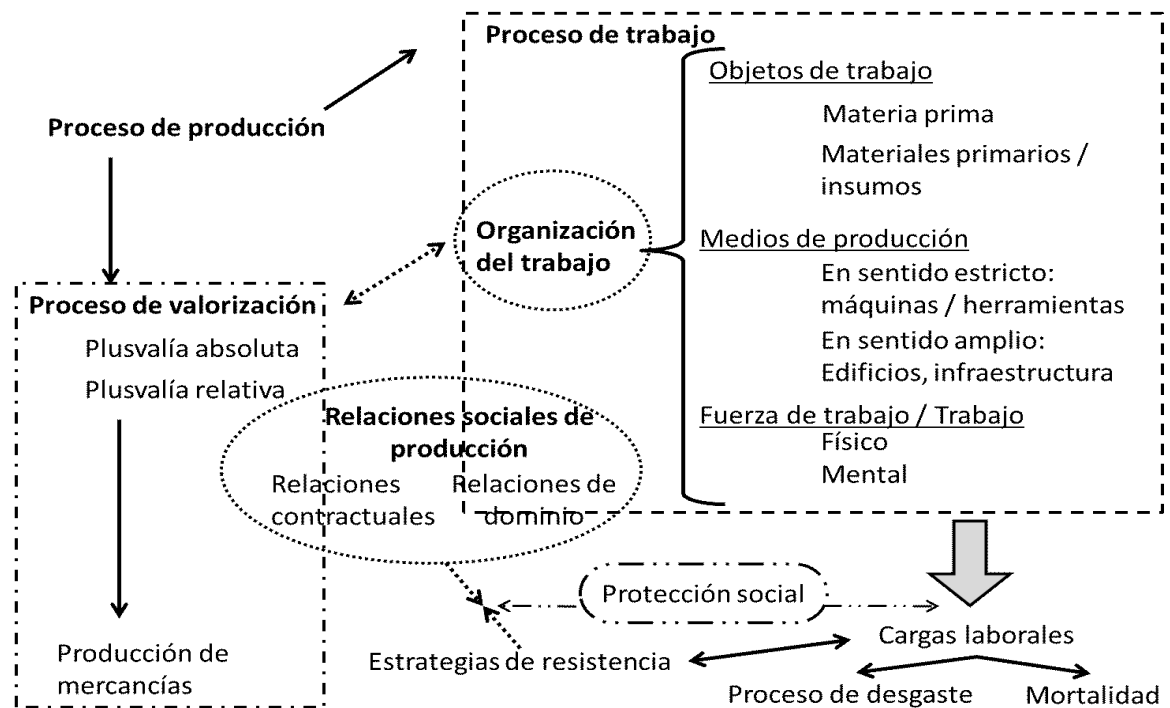 Proceso de trabajo
Objetos de trabajo
Materia prima
Materiales primarios /
insumos
Proceso de producción
Organización
del trabajo
Medios de producción
En sentido estricto:
máquinas / herramientas
En sentido amplio:
Edificios, infraestructura
Fuerza de trabajo / Trabajo
Físico
Mental
Proceso de valorización
Plusvalía absoluta
Plusvalía relativa
Relaciones sociales de
producción
Relaciones
contractuales
Relaciones de
dominio
Protección social
Cargas laborales
Estrategias de resistencia
Producción de
mercancías
Proceso de desgaste
Mortalidad